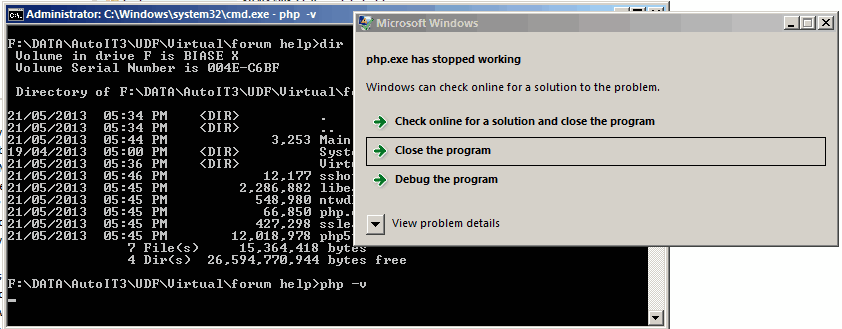 Administrator: C:\Windows\system32\cmd.exe - php -v
F:\DATA\AutoIT3\UDF\Virtual\forum help>dir
Volume in drive F is BIASE X
Volume Serial Number is 004E-C6BF
Directory of F:\DATA\AutoIT3\UDF\Virtual\fo
21/05/2013 05:34 PM <DIR> .
21/05/2013 05:34 PM <DIR> ..
21/05/2013 05:44 PM 3,253 Main
19/04/2013 05:00 PM <DIR> Syst
21/05/2013 05:36 PM <DIR> Virt
21/05/2013 05:46 PM 12,177 sshot
21/05/2013 05:45 PM 2,286,882 libe
21/05/2013 05:45 PM 548,980 ntwd
21/05/2013 05:45 PM 66,850 php.
21/05/2013 05:45 PM 427,298 ssle
21/05/2013 05:45 PM 12,018,978 php5
7 File(s) 15,364,418 bytes
4 Dir(s) 26,594,770,944 bytes free
F:\DATA\AutoIT3\UDF\Virtual\forum help>php -v
Microsoft Windows
php.exe has stopped working
Windows can check online for a solution to the problem.
Check online for a solution and close the program
Close the program
Debug the program
View problem details